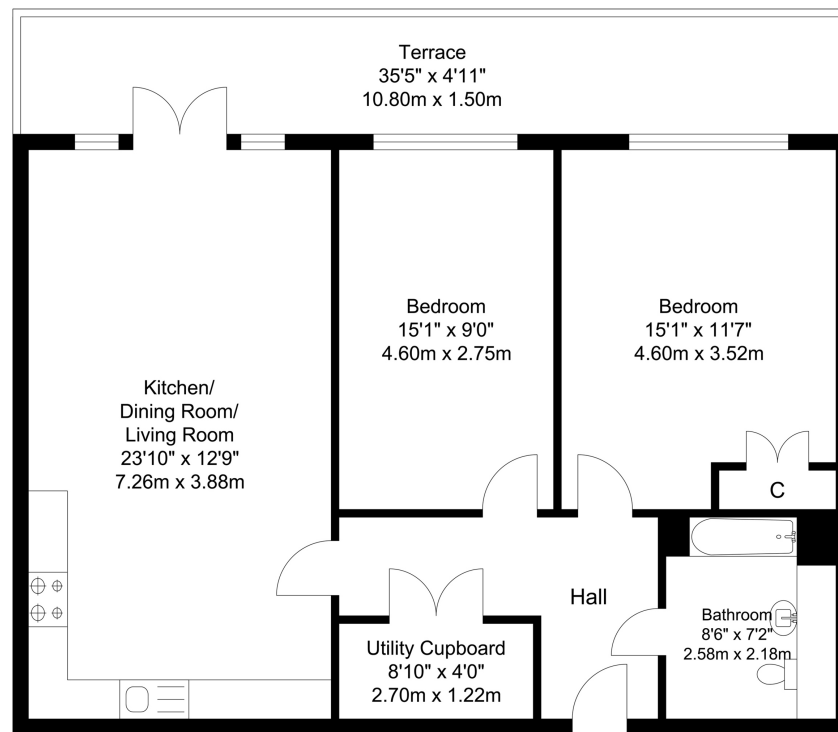 Terrace
35'5" x 4'11"
10.80m x 1.50m
Bedroom
15'1" x 9'0"
4.60m x 2.75m
Bedroom
15'1" x 11'7"
4.60m x 3.52m
Kitchen/
Dining Room/
Living Room
23'10" x 12'9"
7.26m x 3.88m
C
Hall
Bathroom
8'6" x 7'2"
2.58m x 2.18m
Utility Cupboard
8'10" x 4'0"
2.70m x 1.22m